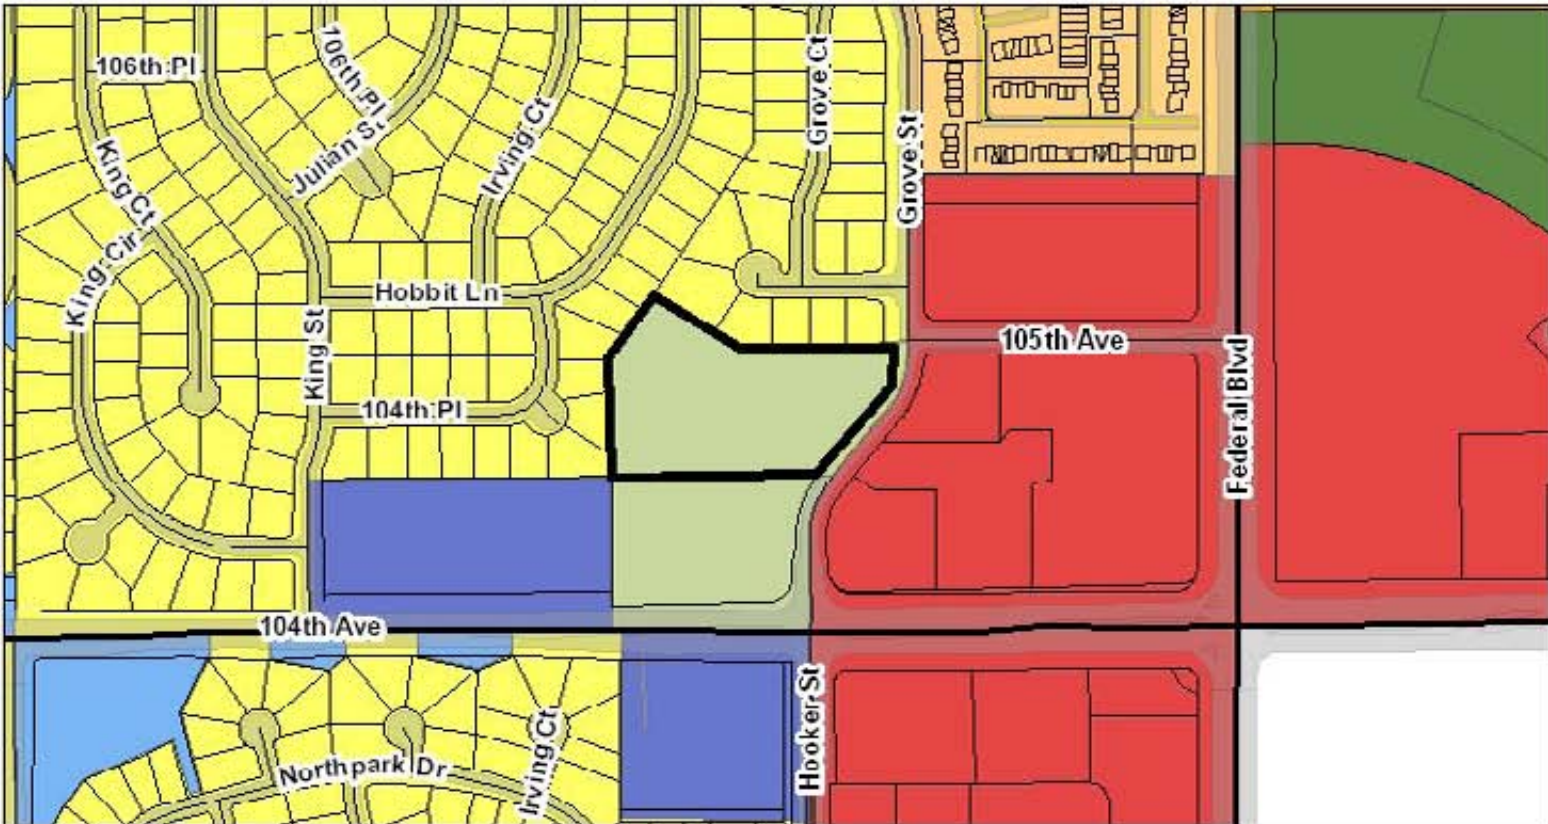 106th Pl
106th Pl
Grove Ct
Julian St
Irving Ct
Grove St
King Ct
King Cir
Hobbit Ln
King St
105th Ave
104th Pl
Federal Blvd
104th Ave
Hooker St
Northpark Dr
Irving Ct